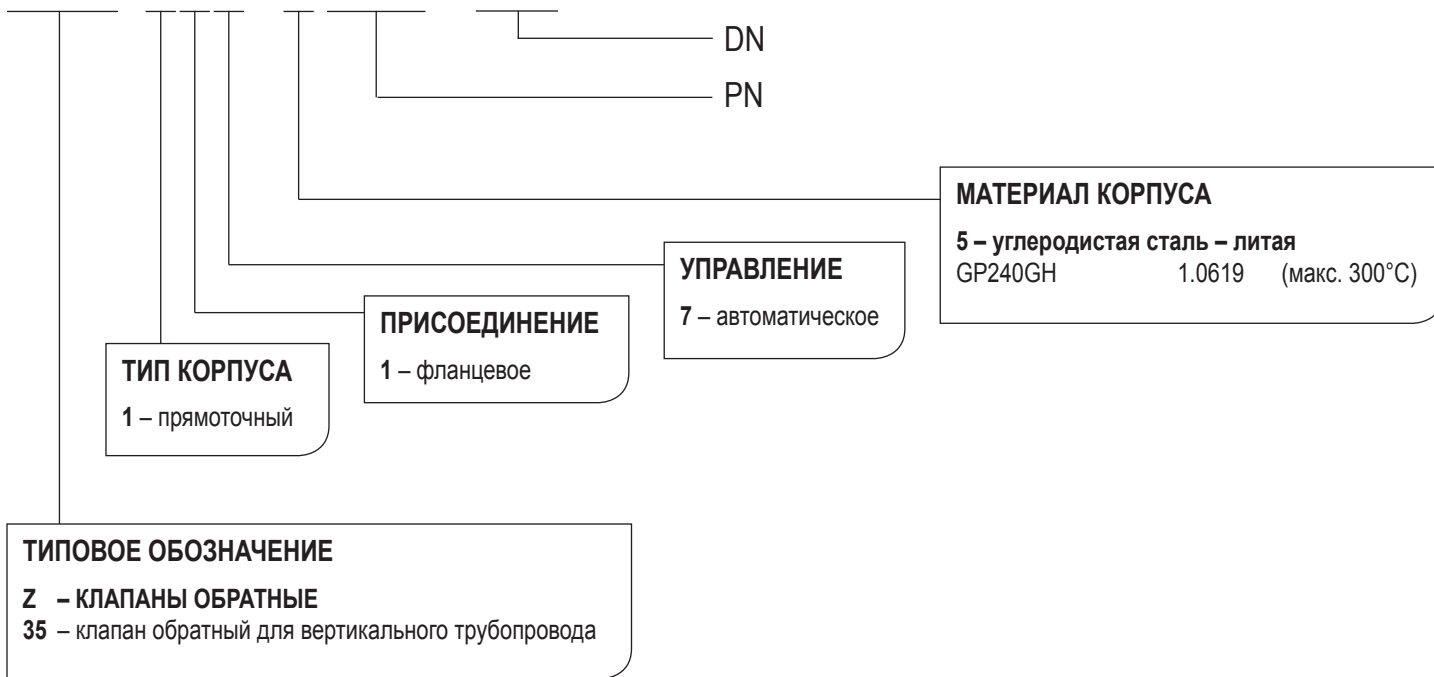 DN
PN
МАТЕРИАЛ КОРПУСА
5 – углеродистая сталь – литая
GP240GH 1.0619 (макс. 300°C)
УПРАВЛЕНИЕ
7 – автоматическое
ПРИСОЕДИНЕНИЕ
1 – фланцевое
ТИП КОРПУСА
1 – прямоточный
ТИПОВОЕ ОБОЗНАЧЕНИЕ
Z – КЛАПАНЫ ОБРАТНЫЕ
35 – клапан обратный для вертикального трубопровода